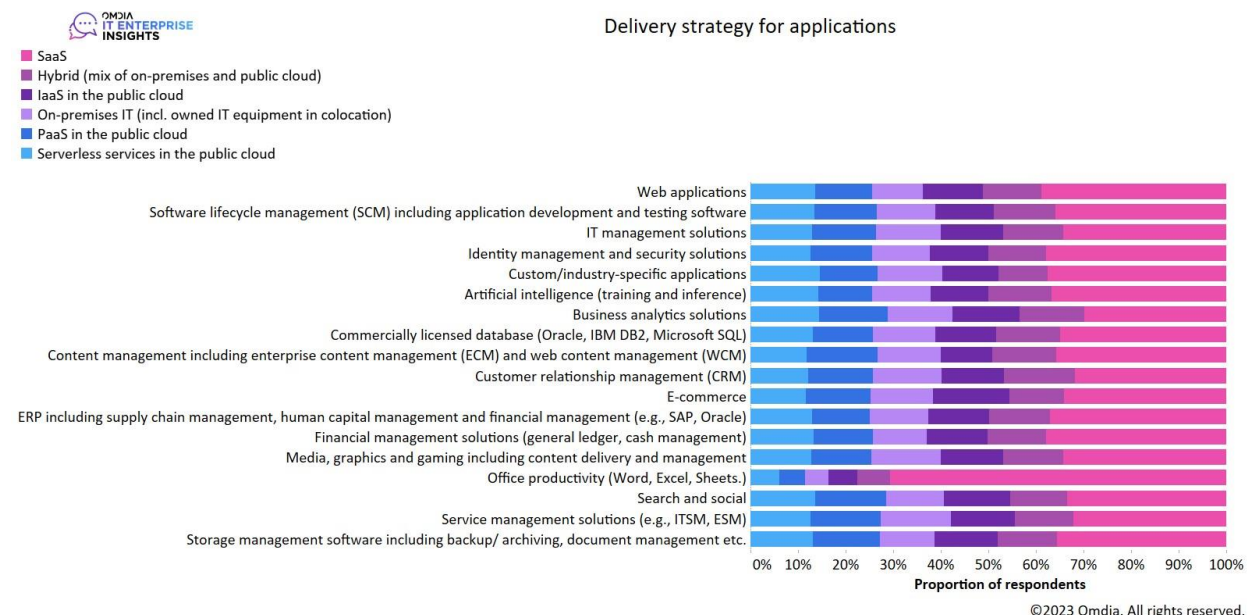 OMDIA
IT ENTERPRISE
INSIGHTS
Delivery strategy for applications
SaaS
Hybrid (mix of on-premises and public cloud)
IaaS in the public cloud
On-premises IT (incl. owned IT equipment in colocation)
PaaS in the public cloud
Serverless services in the public cloud
Web applications
Software lifecycle management (SCM) including application development and testing software
IT management solutions
Identity management and security solutions
Custom/industry-specific applications
Artificial intelligence (training and inference)
Business analytics solutions
Commercially licensed database (Oracle, IBM DB2, Microsoft SQL)
Content management including enterprise content management (ECM) and web content management (WCM)
Customer relationship management (CRM)
E-commerce
ERP including supply chain management, human capital management and financial management (e.g., SAP, Oracle)
Financial management solutions (general ledger, cash management)
Media, graphics and gaming including content delivery and management
Office productivity (Word, Excel, Sheets.)
Search and social
Service management solutions (e.g., ITSM, ESM)
Storage management software including backup/ archiving, document management etc.
0% 10% 20% 30% 40% 50% 60% 70% 80% 90% 100%
Proportion of respondents
©2023 Omdia. All rights reserved.